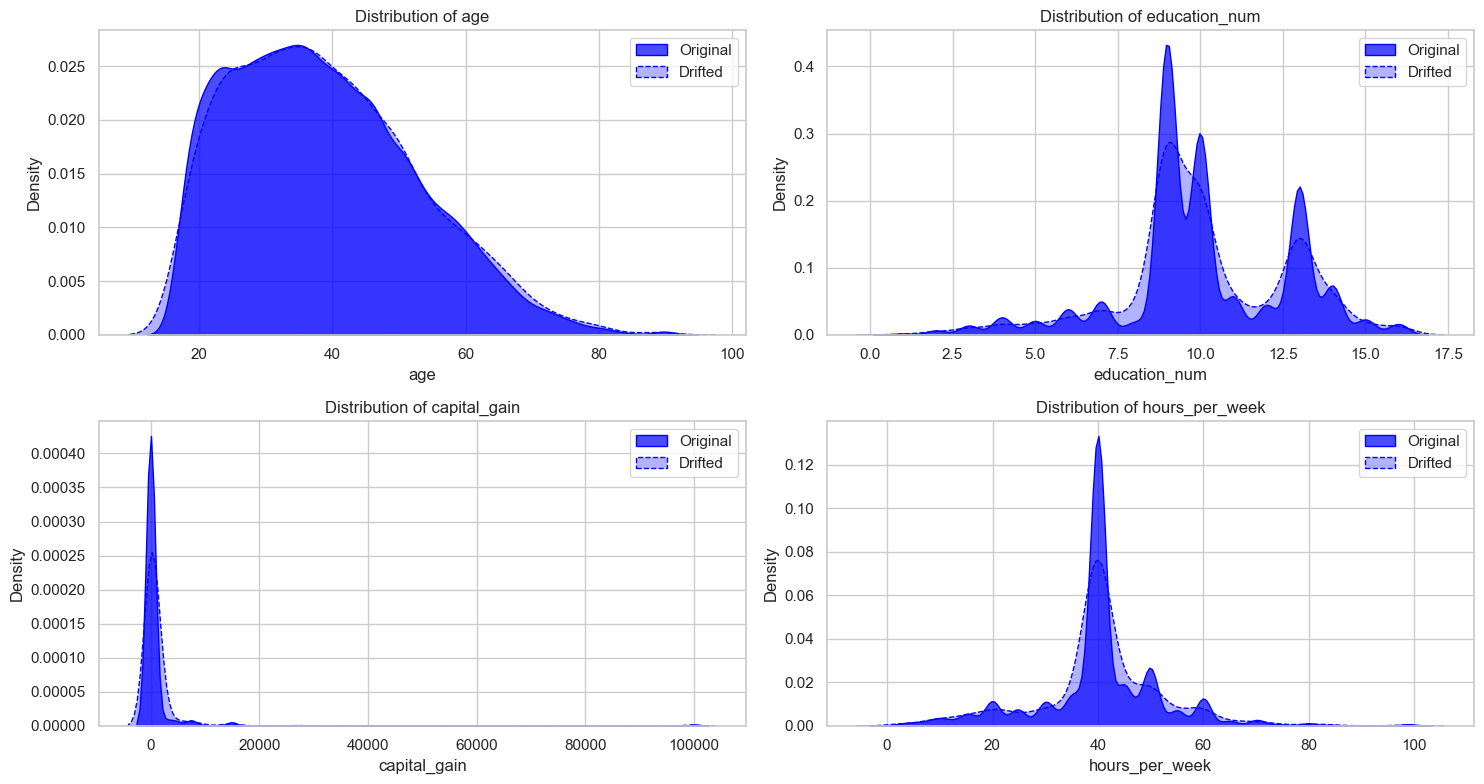 Distribution of age
Original
Drifted
0.025
0.020
0.015
0.010
0.005
0.000
Density
20 40 60 80 100
age
Distribution of education_num
Original
Drifted
0.4
0.3
0.2
0.1
0.0
Density
0.0 2.5 5.0 7.5 10.0 12.5 15.0 17.5
education_num
Distribution of capital_gain
Original
Drifted
0.00040
0.00035
0.00030
0.00025
0.00020
0.00015
0.00010
0.00005
0.00000
Density
0 20000 40000 60000 80000 100000
capital_gain
Distribution of hours_per_week
Original
Drifted
0.12
0.10
0.08
0.06
0.04
0.02
0.00
Density
0 20 40 60 80 100
hours_per_week